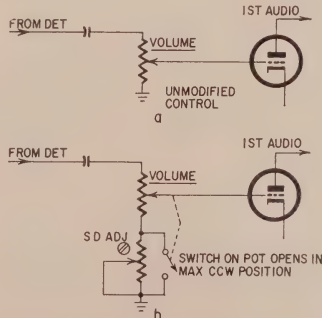 1ST AUDIO
FROM DET
VOLUME
UNMODIFIED
CONTROL
a
1ST AUDIO
FROM DET
VOLUME
SD ADJ
SWITCH ON POT OPENS IN
MAX CCW POSITION
b